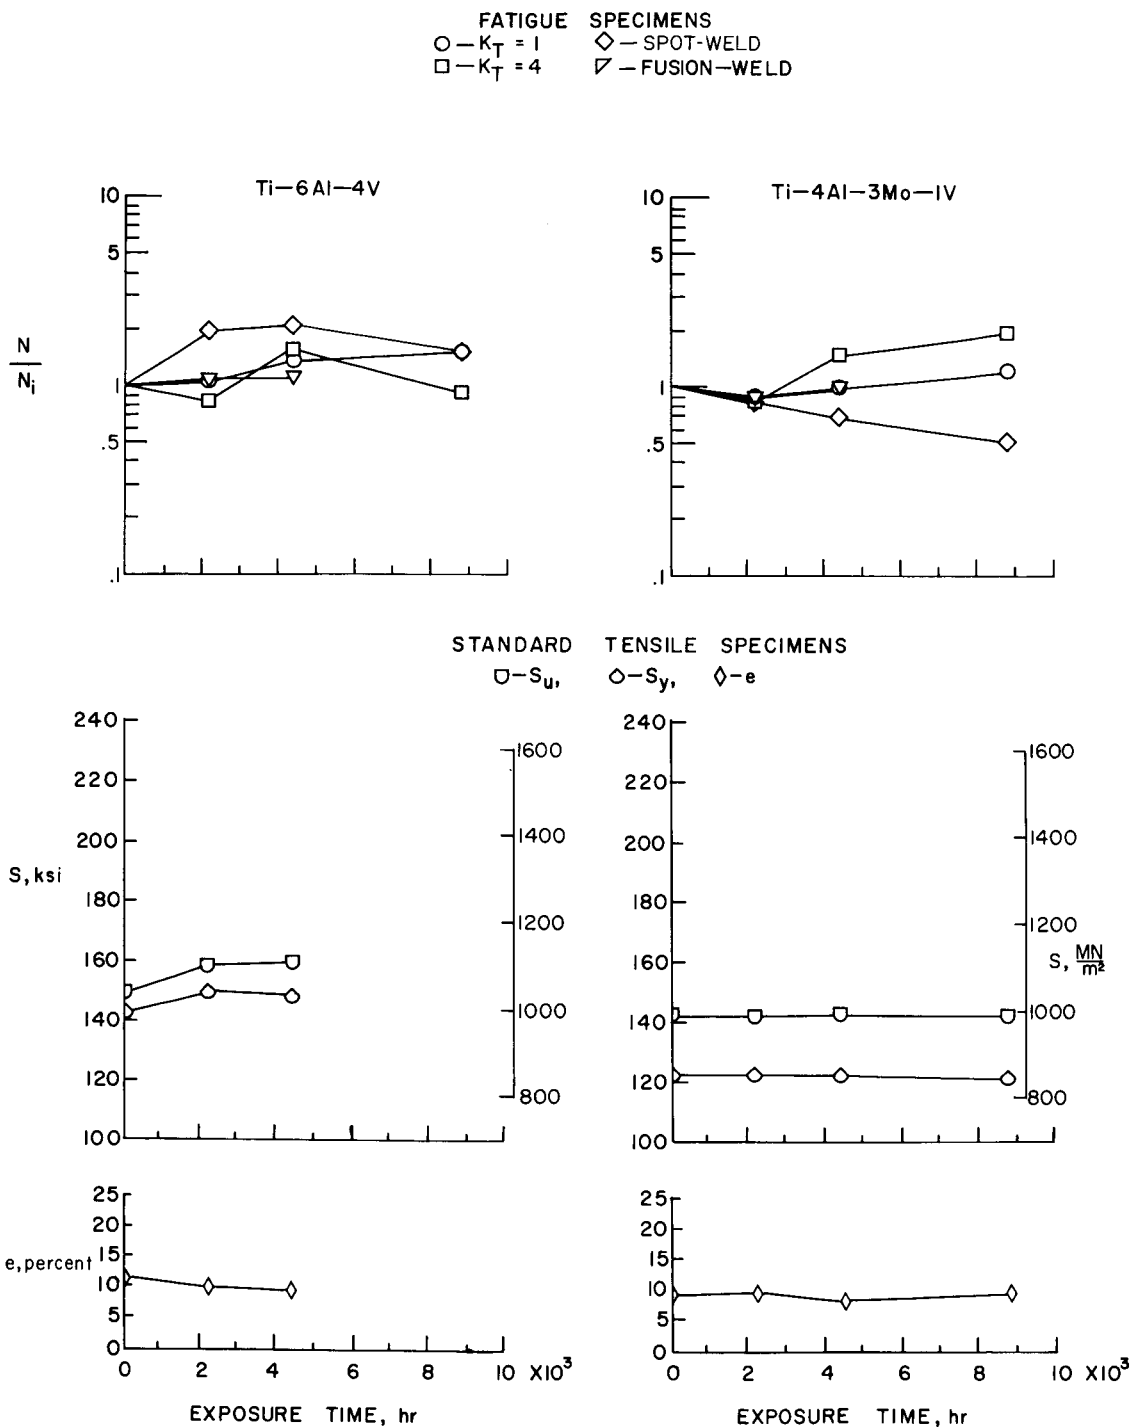 FATIGUE SPECIMENS
○ – K_T = 1 ◇ – SPOT-WELD
□ – K_T = 4 ▽ – FUSION–WELD
Ti–6Al–4V
Ti–4Al–3Mo–1V
10
5
N
N_i
1
.5
.1
10
5
1
.5
.1
STANDARD TENSILE SPECIMENS
–S_u, –S_y, ◇–e
240
220
200
S, ksi
180
160
140
120
100
1600
1400
1200
1000
800
240
220
200
180
160
140
120
100
1600
1400
1200
S, MN
m²
1000
800
25
20
15
e, percent
10
5
0
25
20
15
10
5
0
0 2 4 6 8 10 X10³
0 2 4 6 8 10 X10³
EXPOSURE TIME, hr
EXPOSURE TIME, hr